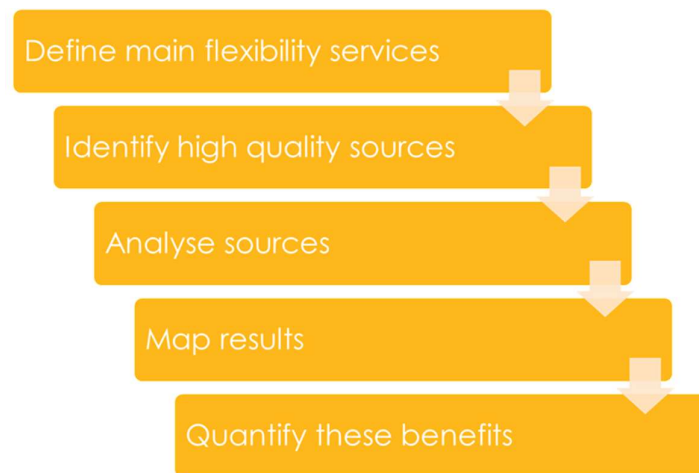 Define main flexibility services
Identify high quality sources
Analyse sources
Map results
Quantify these benefits